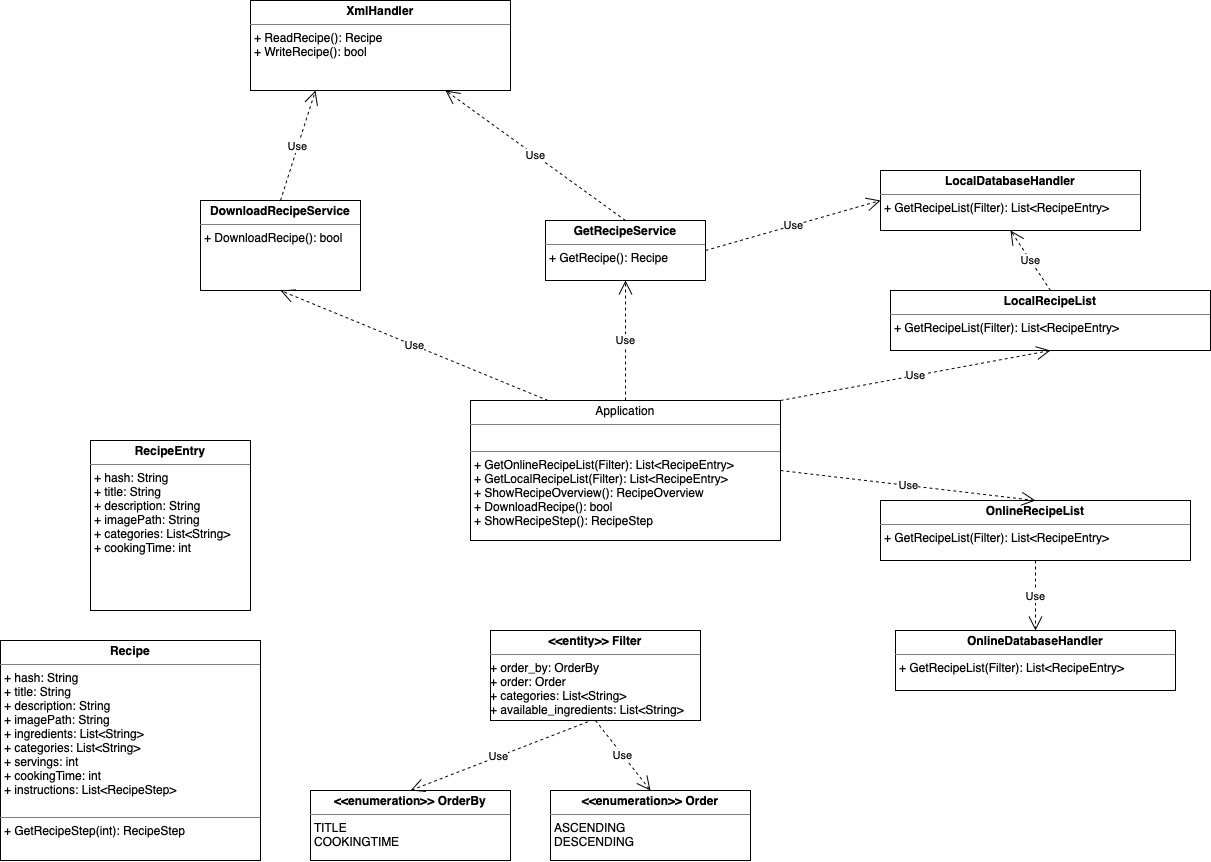 XmlHandler
+ ReadRecipe(): Recipe
+ WriteRecipe(): bool
Use
Use
DownloadRecipeService
+ DownloadRecipe(): bool
GetRecipeService
+ GetRecipe(): Recipe
Use
LocalDatabaseHandler
+ GetRecipeList(Filter): List<RecipeEntry>
Use
LocalRecipeList
+ GetRecipeList(Filter): List<RecipeEntry>
Use
Use
Use
Application
+ GetOnlineRecipeList(Filter): List<RecipeEntry>
+ GetLocalRecipeList(Filter): List<RecipeEntry>
+ ShowRecipeOverview(): RecipeOverview
+ DownloadRecipe(): bool
+ ShowRecipeStep(): RecipeStep
RecipeEntry
+ hash: String
+ title: String
+ description: String
+ imagePath: String
+ categories: List<String>
+ cookingTime: int
Use
OnlineRecipeList
+ GetRecipeList(Filter): List<RecipeEntry>
Use
OnlineDatabaseHandler
+ GetRecipeList(Filter): List<RecipeEntry>
Recipe
+ hash: String
+ title: String
+ description: String
+ imagePath: String
+ ingredients: List<String>
+ categories: List<String>
+ servings: int
+ cookingTime: int
+ instructions: List<RecipeStep>
+ GetRecipeStep(int): RecipeStep
<<entity>> Filter
+ order_by: OrderBy
+ order: Order
+ categories: List<String>
+ available_ingredients: List<String>
Use
Use
<<enumeration>> OrderBy
TITLE
COOKINGTIME
<<enumeration>> Order
ASCENDING
DESCENDING